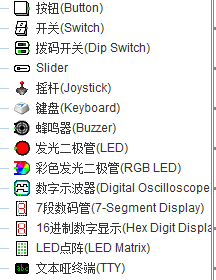 按钮(Button)
开关(Switch)
拔码开关(Dip Switch)
Slider
摇杆(Joystick)
键盘(Keyboard)
蜂鸣器(Buzzer)
发光二极管(LED)
彩色发光二极管(RGB LED)
数字示波器(Digital Oscilloscope
7段数码管(7-Segment Display)
16进制数字显示(Hex Digit Displa
LED点阵(LED Matrix)
文本哑终端(TTY)